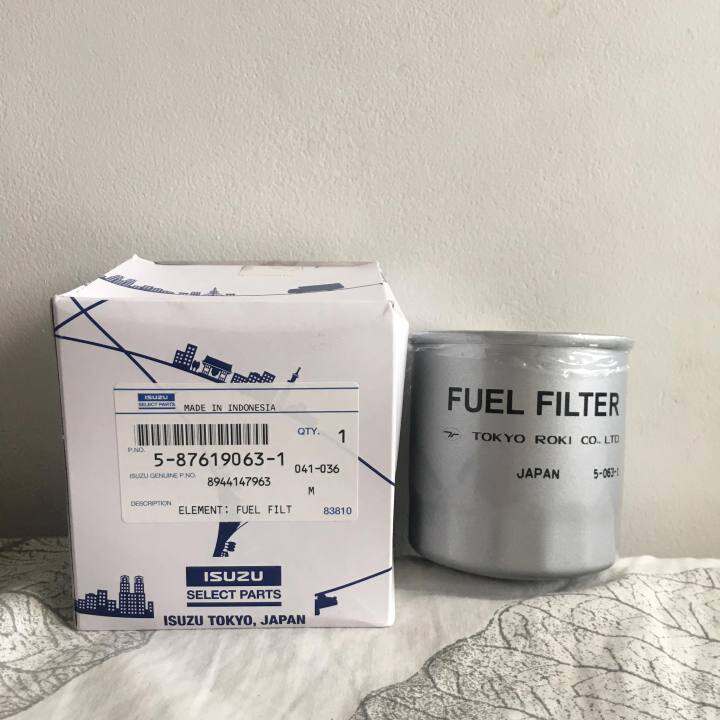 ISUZU
SELECT PARTS
MADE IN INDONESIA
QTY. 1
P.NO. 5-87619063-1
041-036
ISUZU GENUINE P.NO. 8944147963
M
DESCRIPTION ELEMENT: FUEL FILT
83810
ISUZU
SELECT PARTS
ISUZU TOKYO, JAPAN
FUEL FILTER
TOKYO ROKI CO., LTD
JAPAN 5-063-1